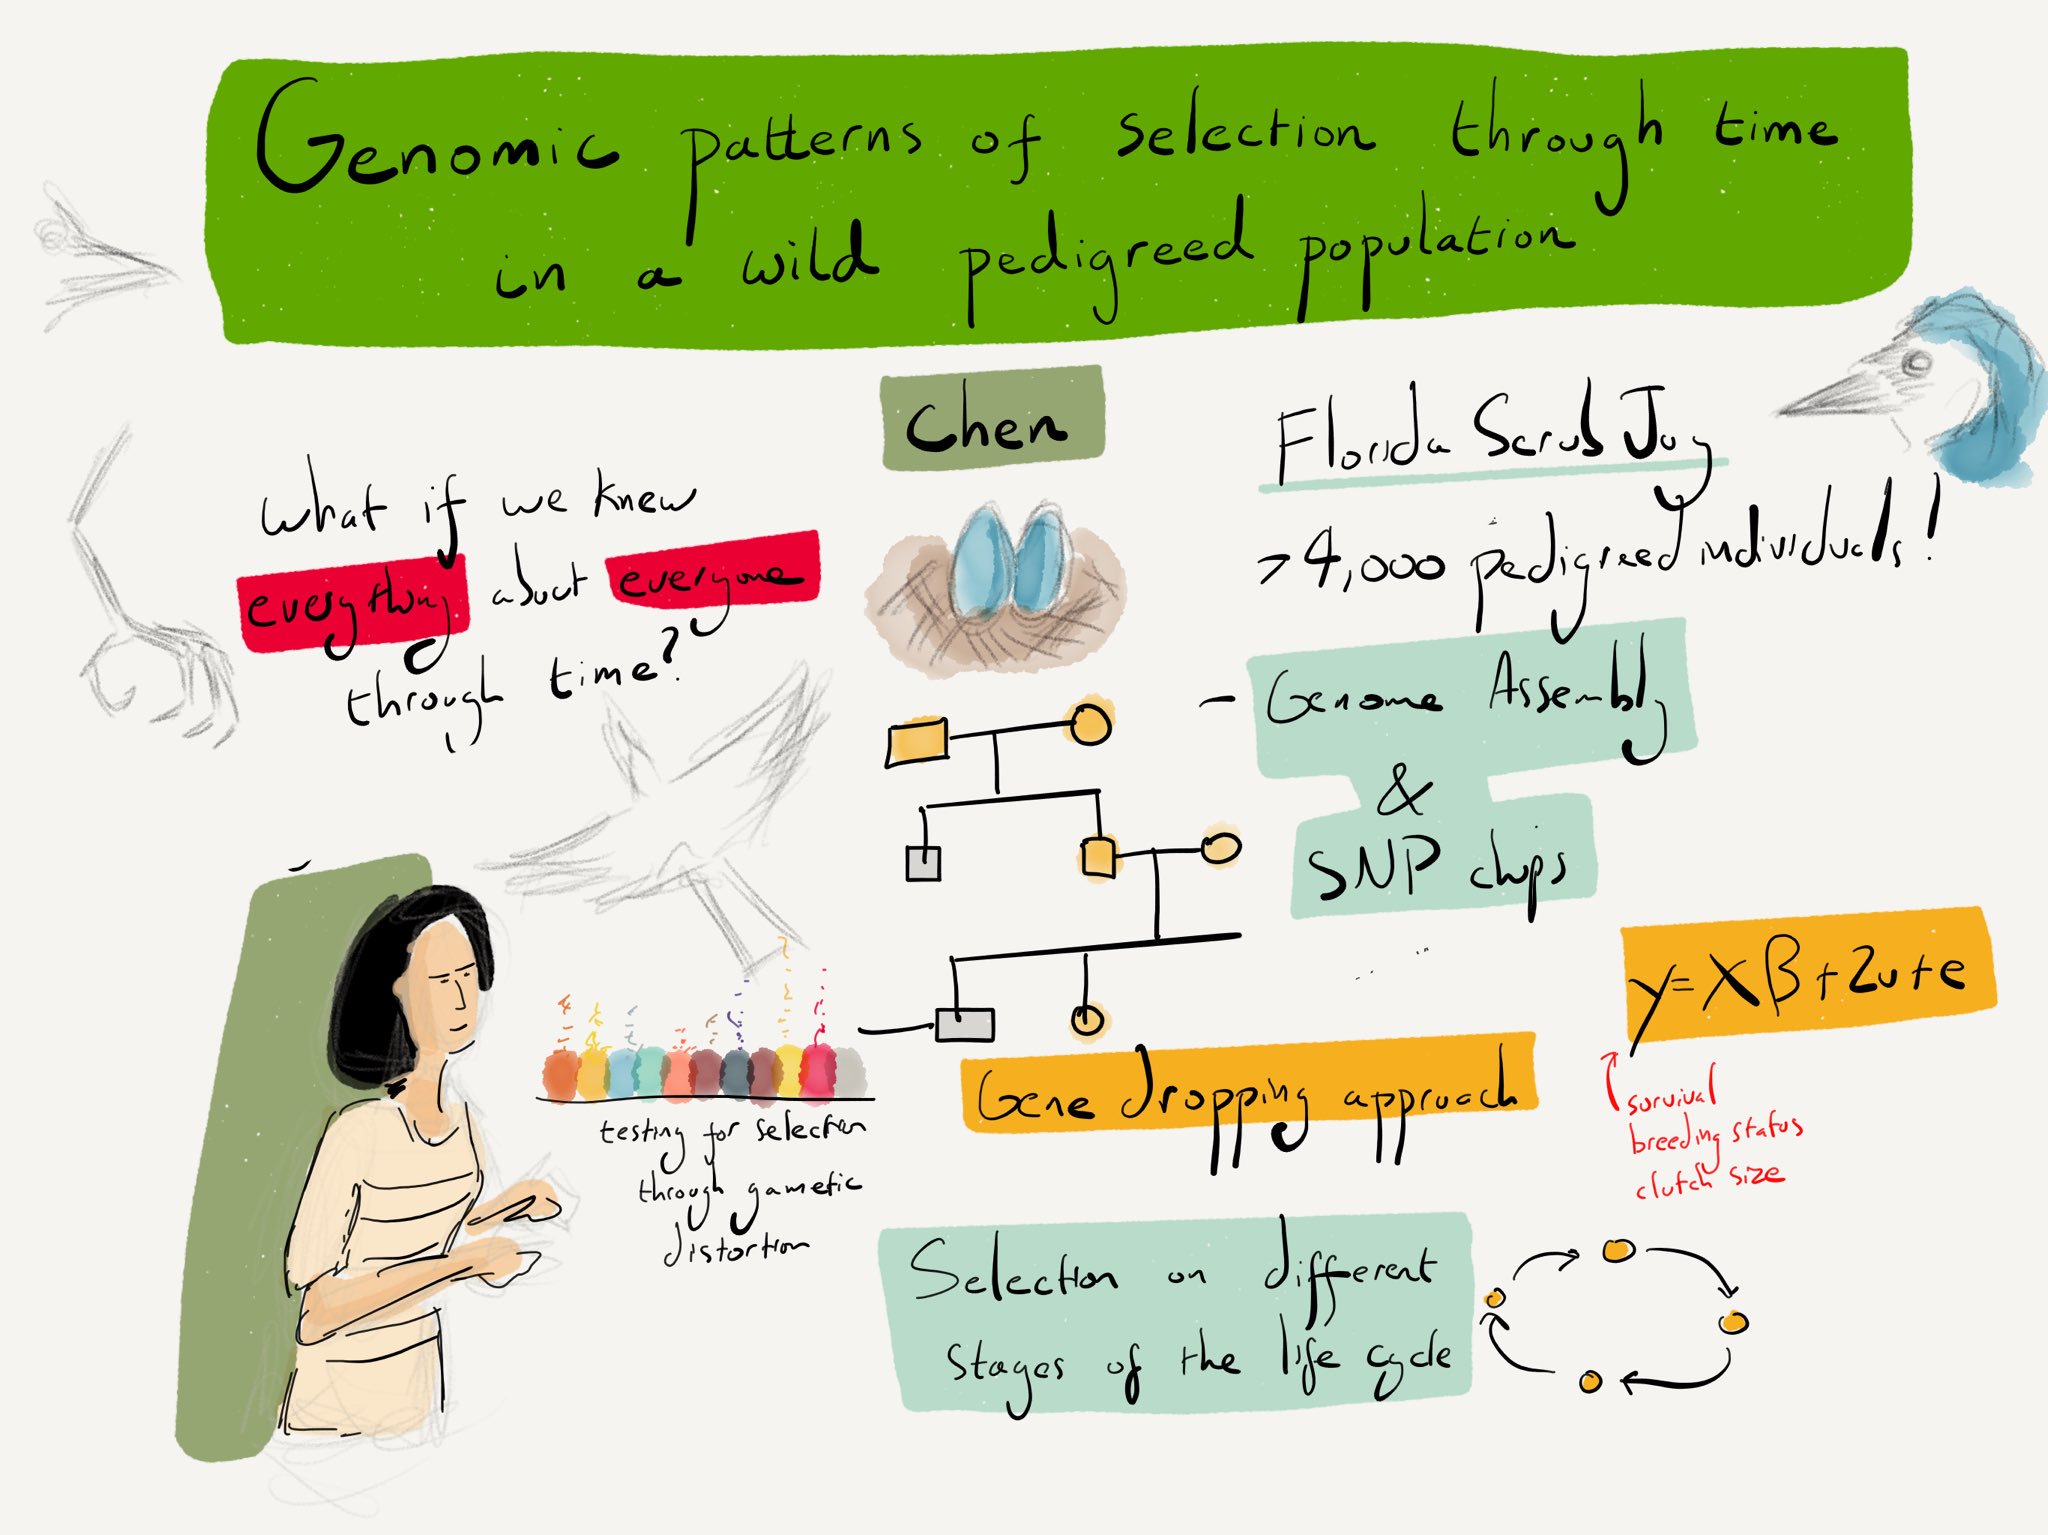 Genomic patterns of selection through time
in a wild pedigreed population
Chen
What if we knew
everything about everyone
through time?
Florida Scrub Jay
>4,000 pedigreed individuals!
- Genome Assembly
&
SNP chips
y=Xβ+Zu+e
survival
breeding status
clutch size
Gene dropping approach
testing for selection
through gametic
distortion
Selection on different
stages of the life cycle